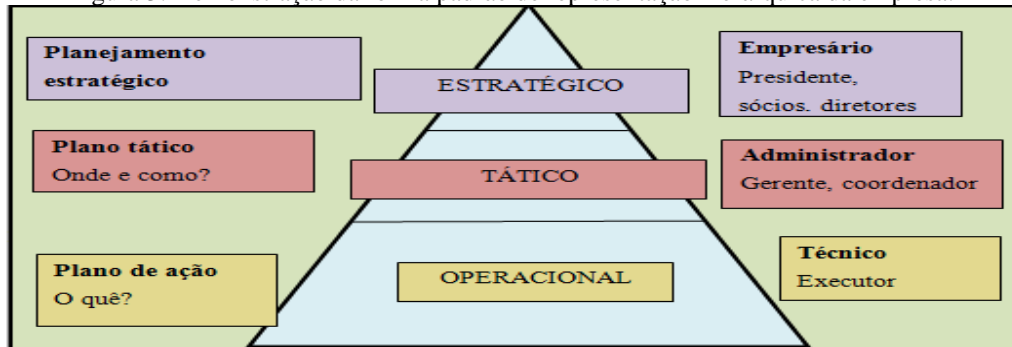 Planejamento
estratégico
ESTRATÉGICO
Empresário
Presidente,
sócios. diretores
Plano tático
Onde e como?
TÁTICO
Administrador
Gerente, coordenador
Plano de ação
O quê?
OPERACIONAL
Técnico
Executor